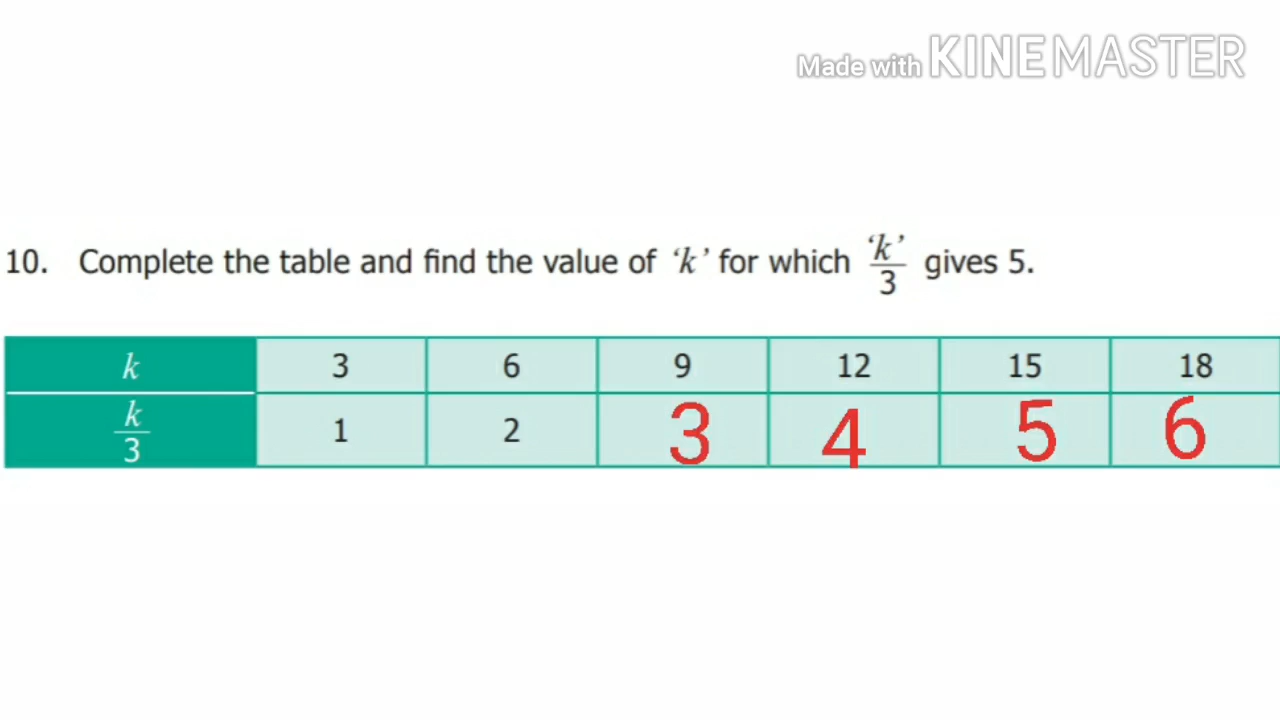 Made with KINEMASTER
10. Complete the table and find the value of ‘k’ for which ‘k’/3 gives 5.
k 3 6 9 12 15 18
k/3 1 2 3 4 5 6